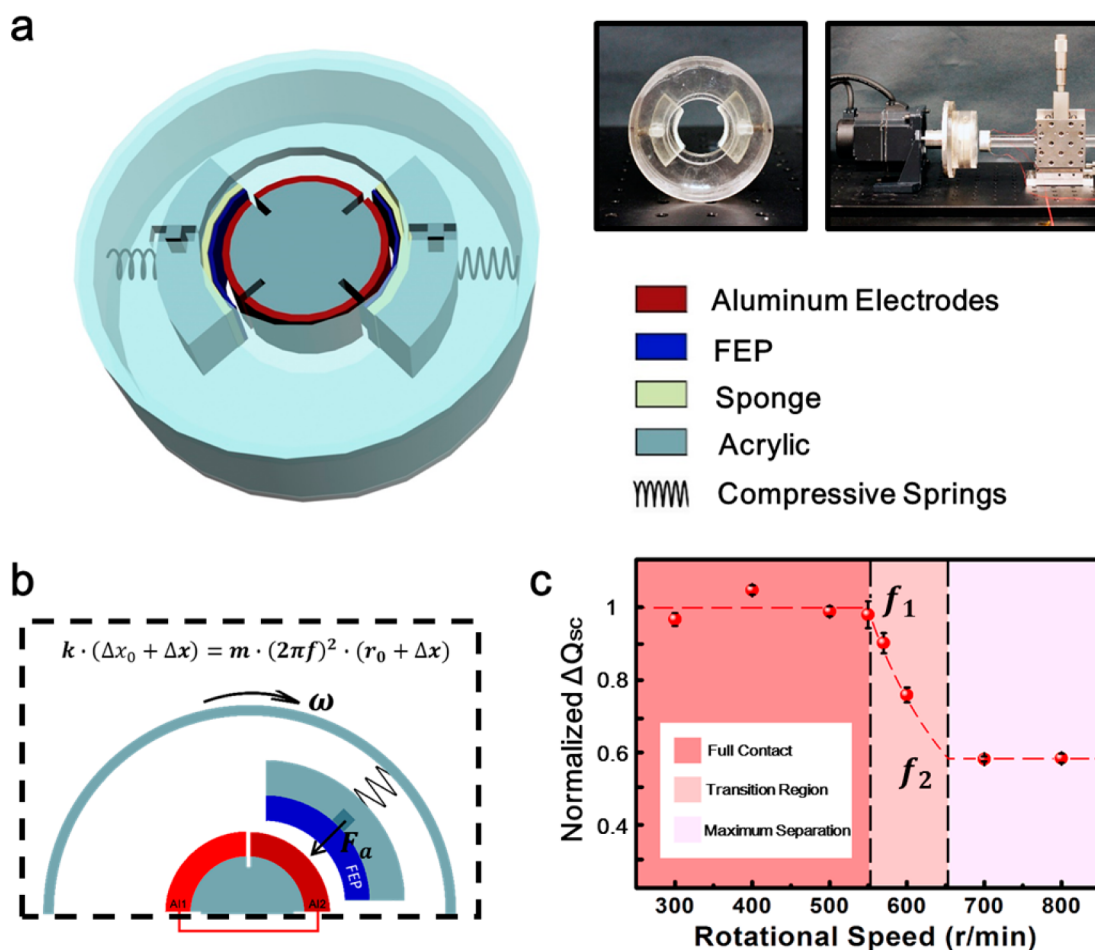 a
Aluminum Electrodes
FEP
Sponge
Acrylic
Compressive Springs
b
k · (Δx₀ + Δx) = m · (2πf)² · (r₀ + Δx)
ω
Fₐ
FEP
Al1
Al2
c
Normalized ΔQsc
1
0.8
0.6
0.4
f₁
f₂
Full Contact
Transition Region
Maximum Separation
300 400 500 600 700 800
Rotational Speed (r/min)